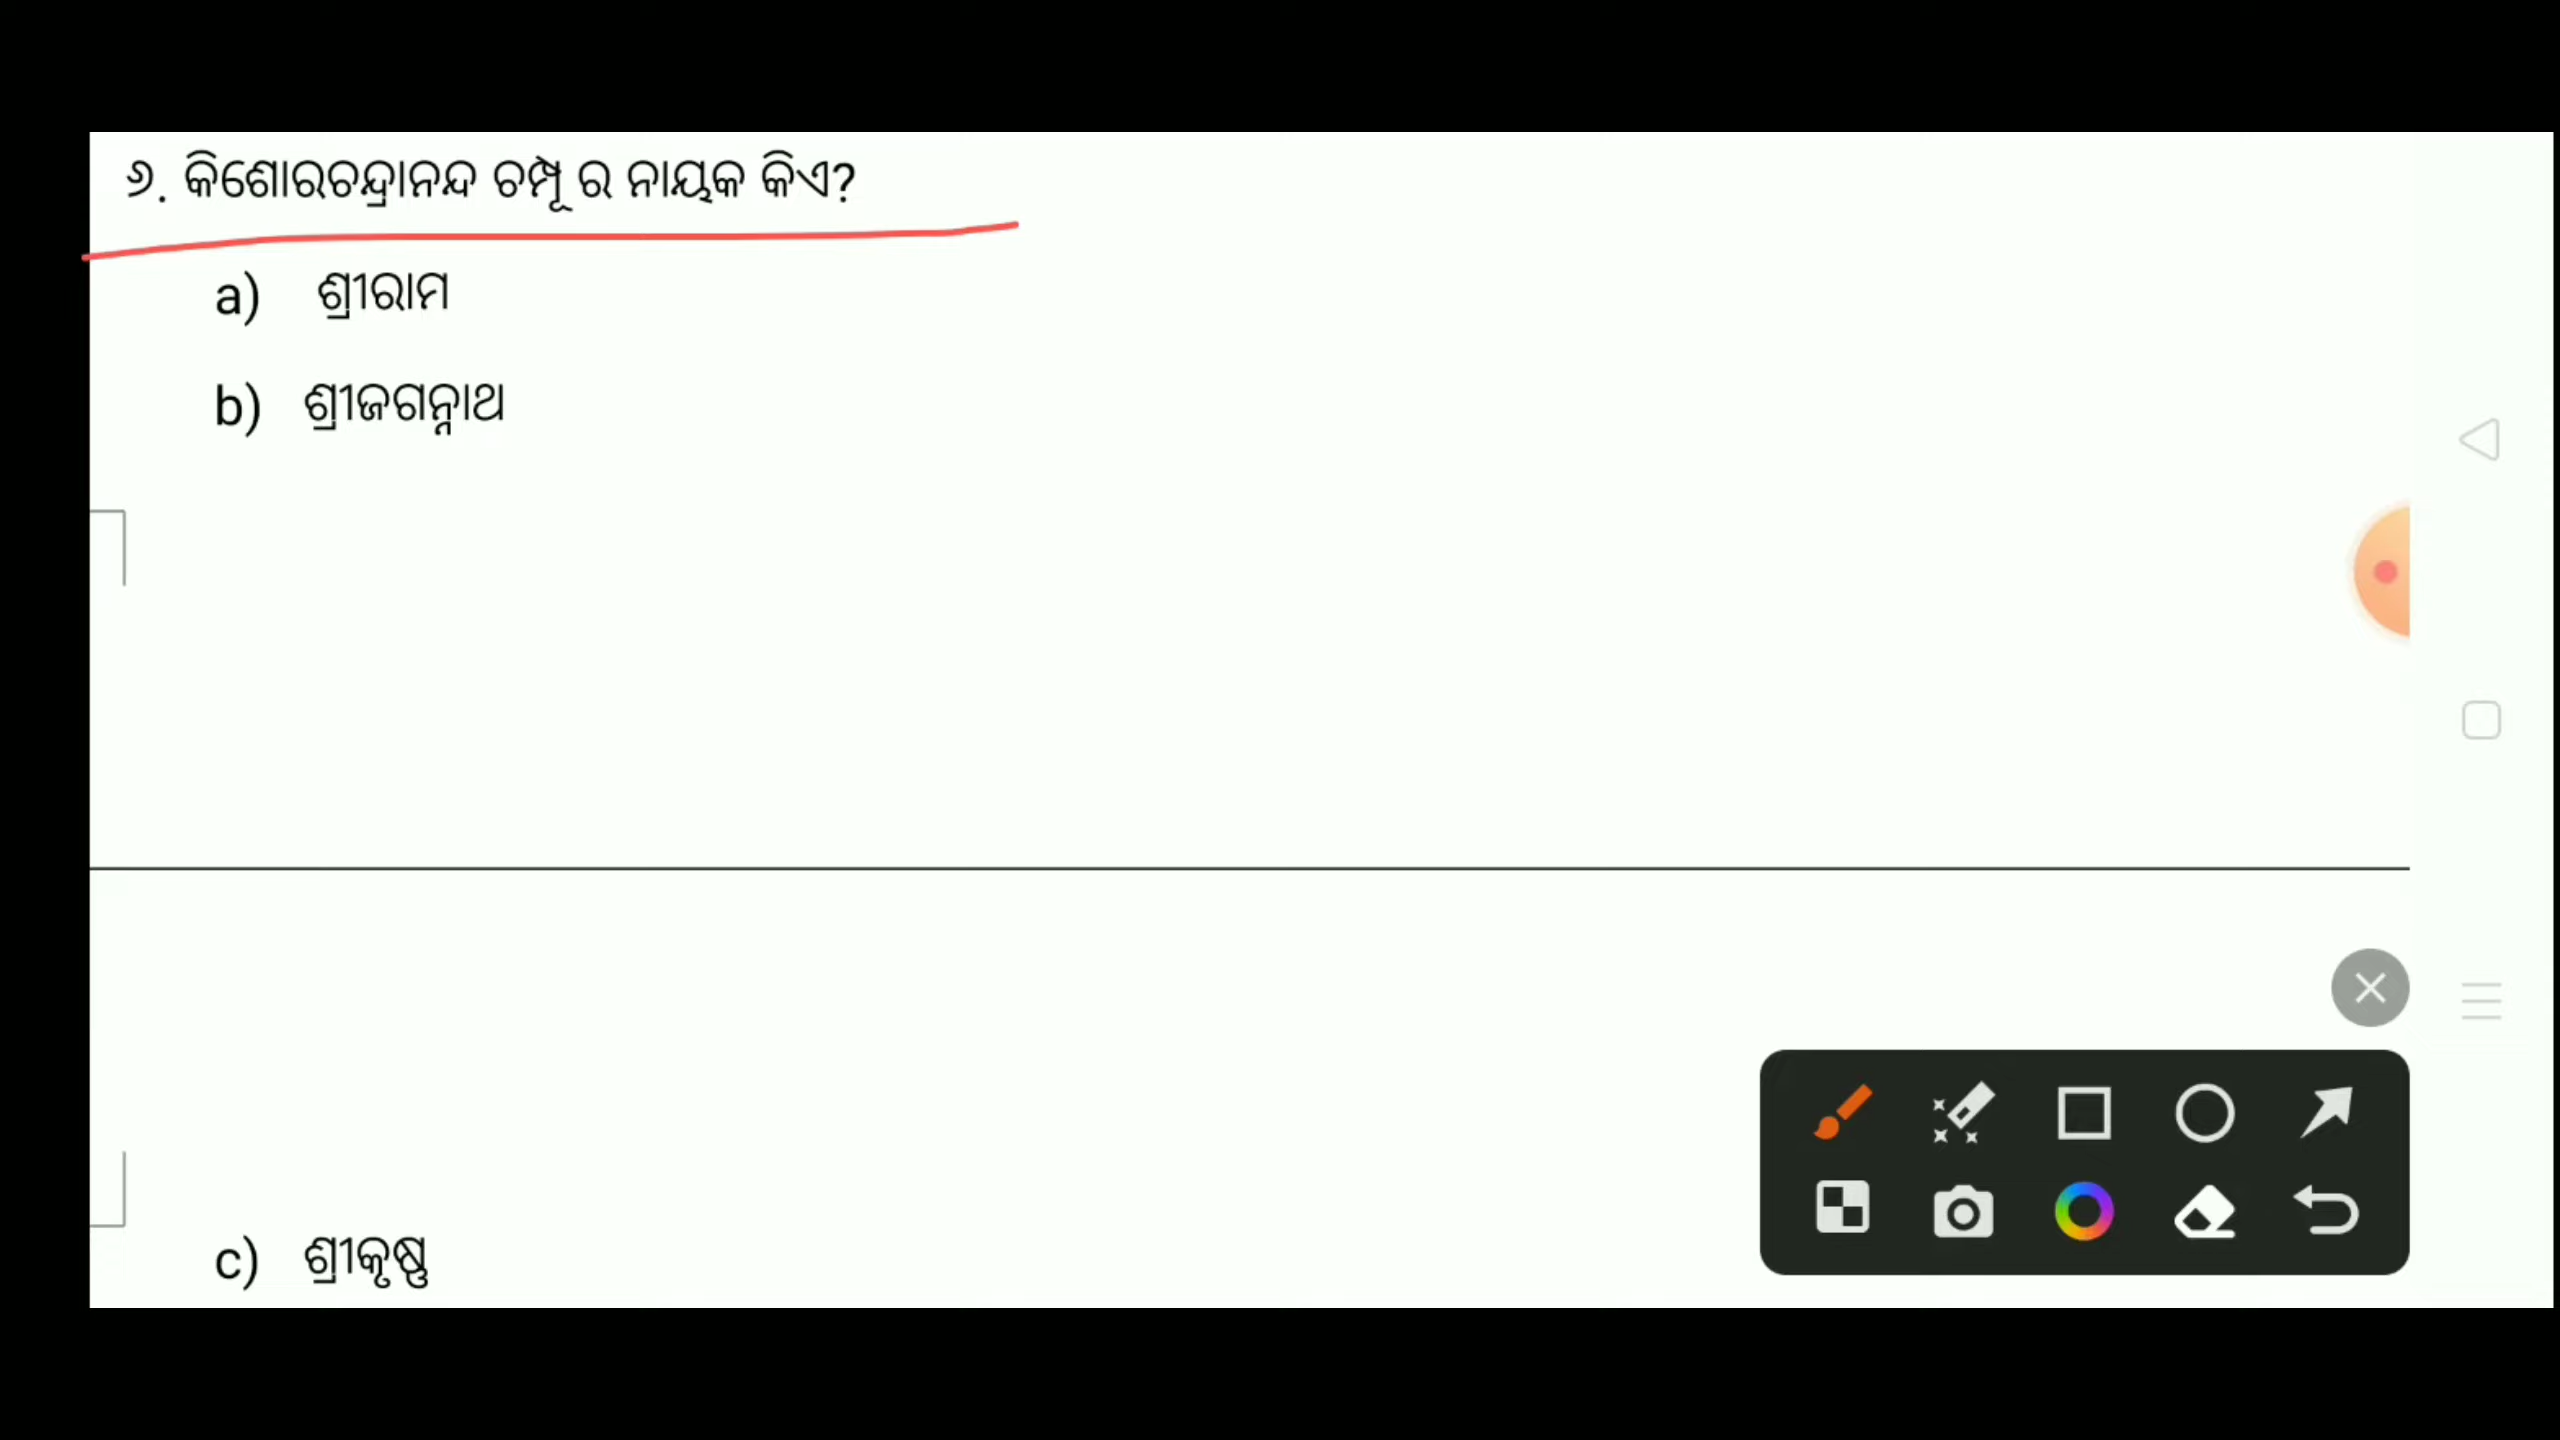 ୬. କିଶୋରଚନ୍ଦ୍ରାନନ୍ଦ ଚମ୍ପୂ ର ନାୟକ କିଏ?
a) ଶ୍ରୀରାମ
b) ଶ୍ରୀଜଗନ୍ନାଥ
c) ଶ୍ରୀକୃଷ୍ଣ